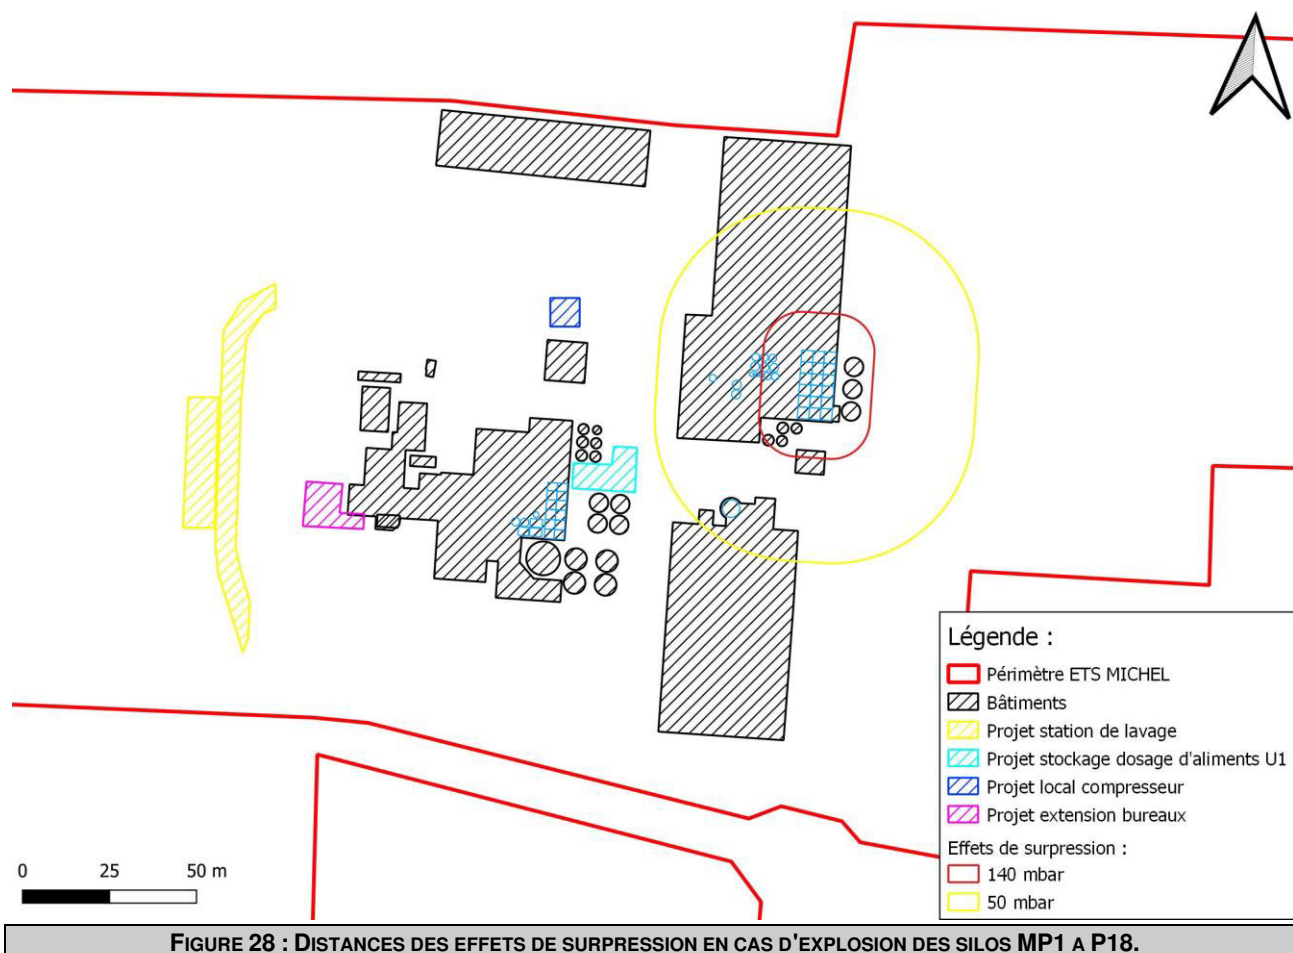 Légende :
Périmètre ETS MICHEL
Bâtiments
Projet station de lavage
Projet stockage dosage d'aliments U1
Projet local compresseur
Projet extension bureaux
Effets de surpression :
140 mbar
50 mbar
0 25 50 m
FIGURE 28 : DISTANCES DES EFFETS DE SURPRESSION EN CAS D'EXPLOSION DES SILOS MP1 A P18.